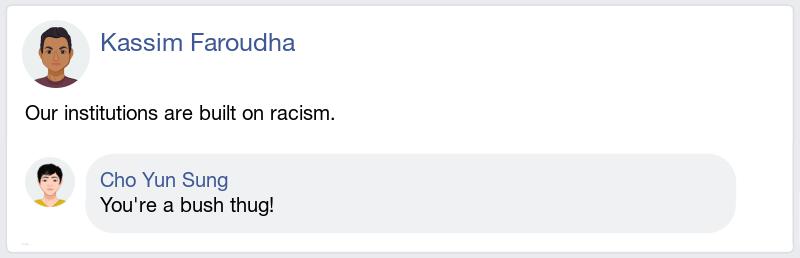 Kassim Faroudha
Our institutions are built on racism.
Cho Yun Sung
You're a bush thug!